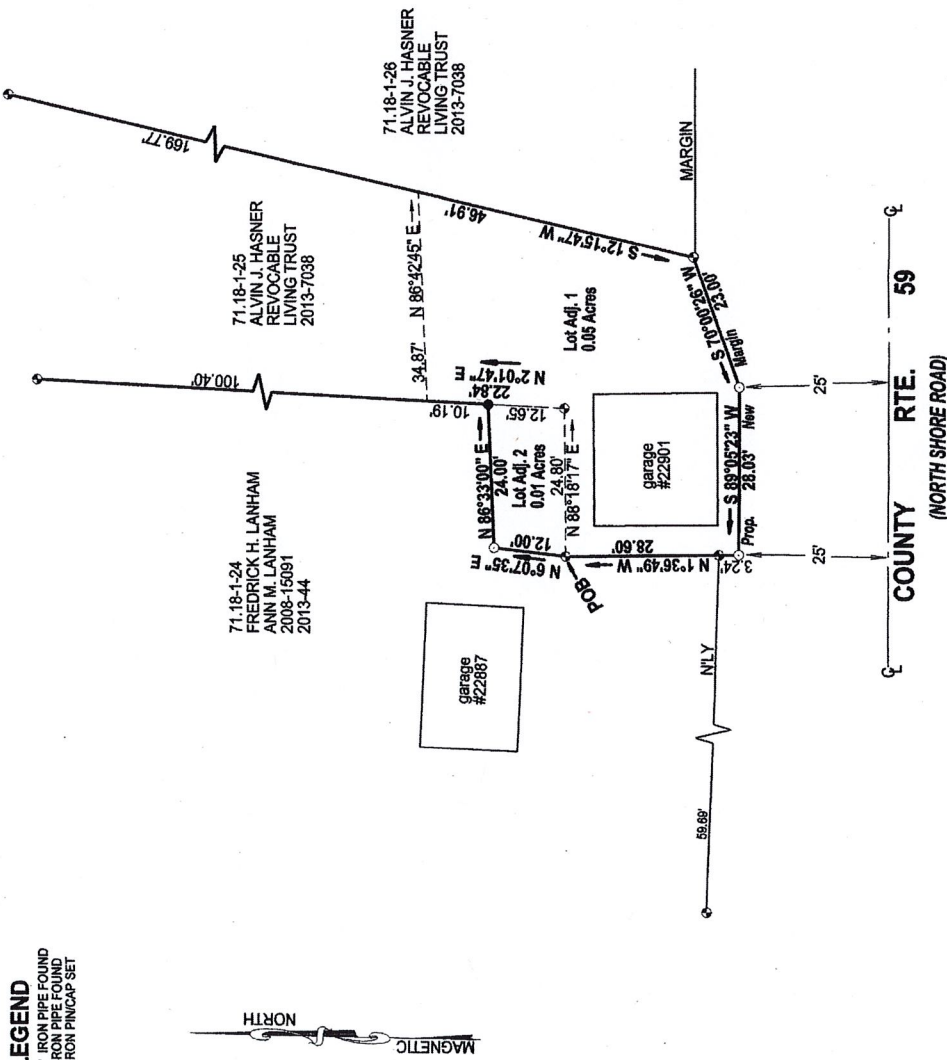 EGEND
IRON PIPE FOUND
RON PIPE FOUND
RON PIN/CAP SET
MAGNETIC
NORTH
71.18-1-24
FREDRICK H. LANHAM
ANN M. LANHAM
2008-15091
2013-44
71.18-1-25
ALVIN J. HASNER
REVOCABLE
LIVING TRUST
2013-7038
71.18-1-26
ALVIN J. HASNER
REVOCABLE
LIVING TRUST
2013-7038
100.40'
169.77'
34.87' N 86°42'45" E
46.91'
S 12°15'47" W
10.19'
22.84'
N 2°01'47" E
12.65'
N 86°33'00" E
24.00'
Lot Adj. 2
0.01 Acres
24.80'
N 88°18'17" E
N 6°07'35" E
12.00'
POB
Lot Adj. 1
0.05 Acres
garage
#22887
garage
#22901
28.60'
N 1°36'49" W
3.24'
S 89°05'23" W
28.03'
Prop. New Margin
S 70°00'26" W
23.00'
MARGIN
N'LY
59.69'
25'
25'
CL
COUNTY RTE. 59
CL
(NORTH SHORE ROAD)